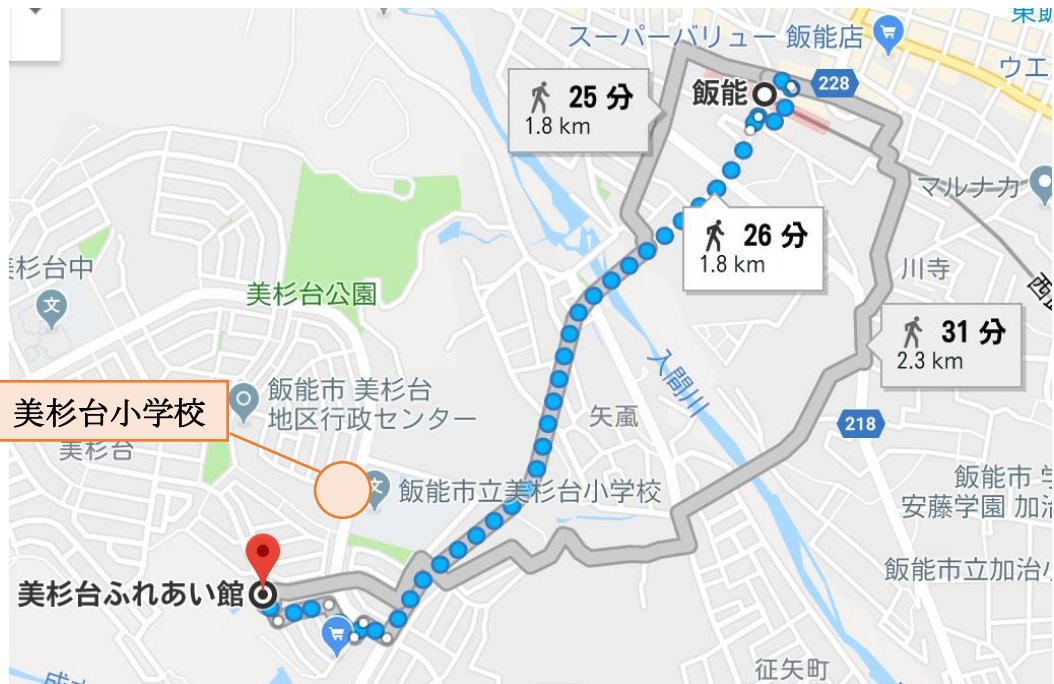 スーパーバリュー 飯能店
ウエ
25 分
1.8 km
飯能
228
マルナカ
26 分
1.8 km
川寺
美杉台中
文
美杉台公園
31 分
2.3 km
入間川
美杉台小学校
飯能市 美杉台
地区行政センター
矢颪
218
美杉台
文
飯能市立美杉台小学校
飯能市
安藤学園 加治
飯能市立加治小
美杉台ふれあい館
征矢町